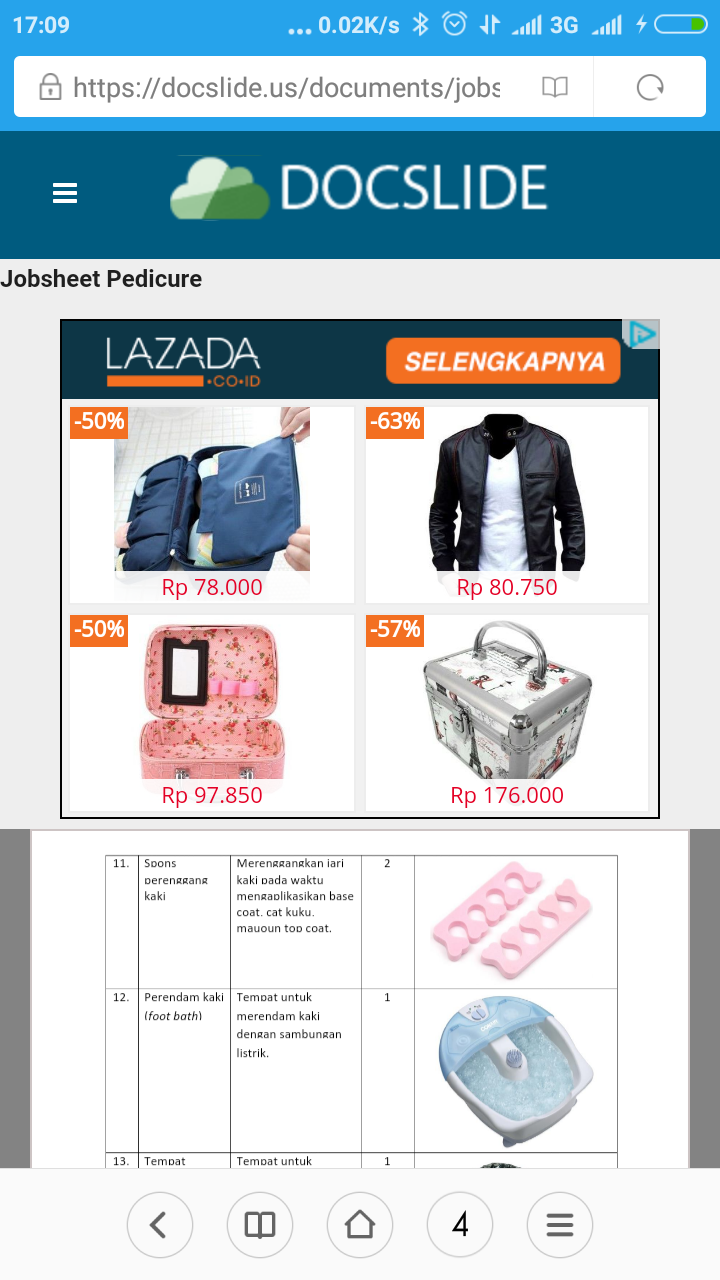 17:09
... 0.02K/s 3G
https://docslide.us/documents/jobs
DOCSLIDE
Jobsheet Pedicure
LAZADA
.CO.ID
SELENGKAPNYA
-50%
Rp 78.000
-63%
Rp 80.750
-50%
Rp 97.850
-57%
Rp 176.000
11. Spons perenggang kaki
Merenggangkan jari
kaki pada waktu
mengaplikasikan base
coat, cat kuku,
maupun top coat.
2
12. Perendam kaki
(foot bath)
Tempat untuk
merendam kaki
dengan sambungan
listrik.
1
13. Tempat
Tempat untuk
1
4